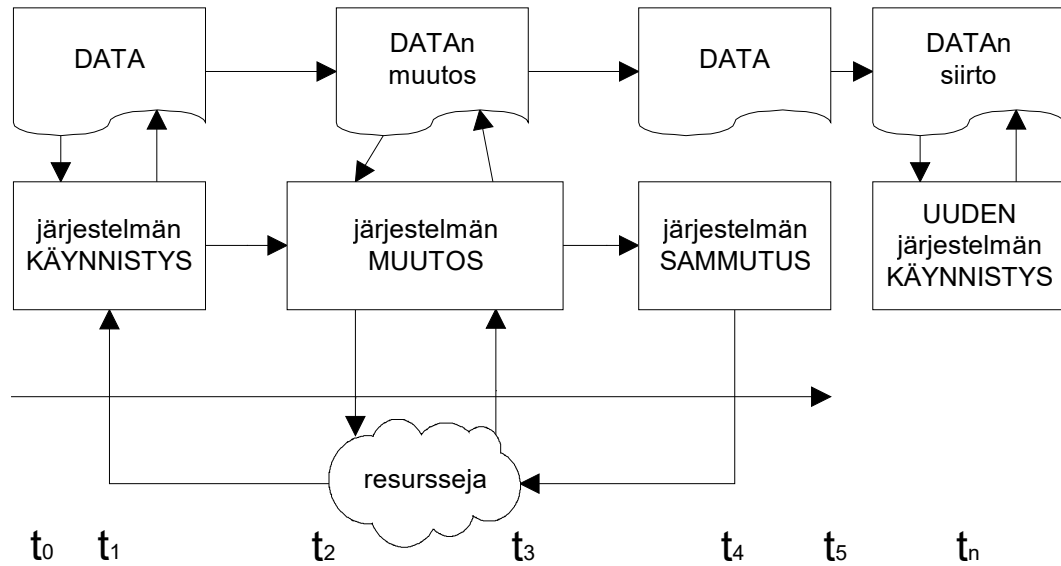 DATA
DATAn
muutos
DATA
DATAn
siirto
järjestelmän
KÄYNNISTYS
järjestelmän
MUUTOS
järjestelmän
SAMMUTUS
UUDEN
järjestelmän
KÄYNNISTYS
resursseja
t0 t1 t2 t3 t4 t5 tn